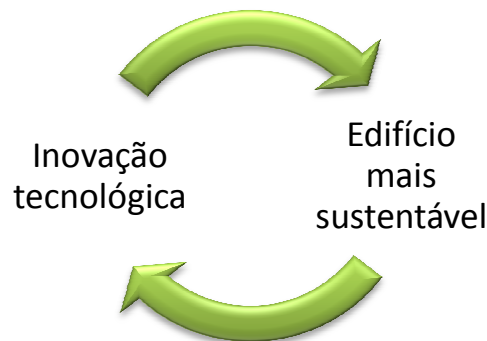 Inovação
tecnológica
Edifício
mais
sustentável